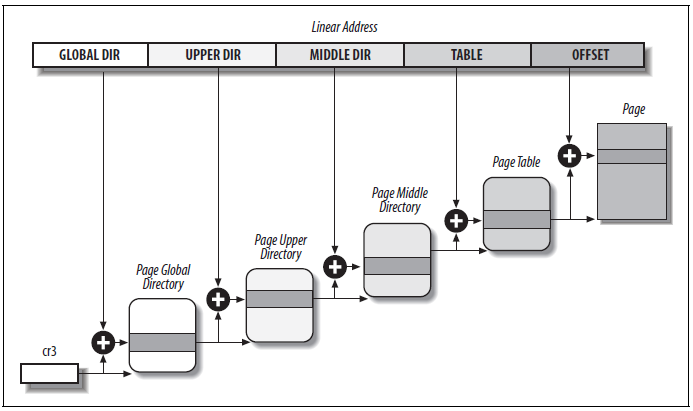 Linear Address
GLOBAL DIR UPPER DIR MIDDLE DIR TABLE OFFSET
Page
Page Table
Page Middle
Directory
Page Upper
Directory
Page Global
Directory
cr3